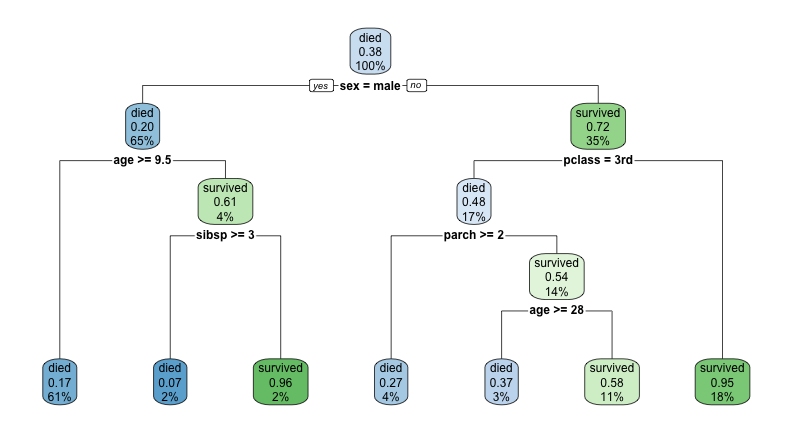 died
0.38
100%
yes sex = male no
died
0.20
65%
survived
0.72
35%
age >= 9.5
pclass = 3rd
survived
0.61
4%
died
0.48
17%
sibsp >= 3
parch >= 2
survived
0.54
14%
age >= 28
died
0.17
61%
died
0.07
2%
survived
0.96
2%
died
0.27
4%
died
0.37
3%
survived
0.58
11%
survived
0.95
18%